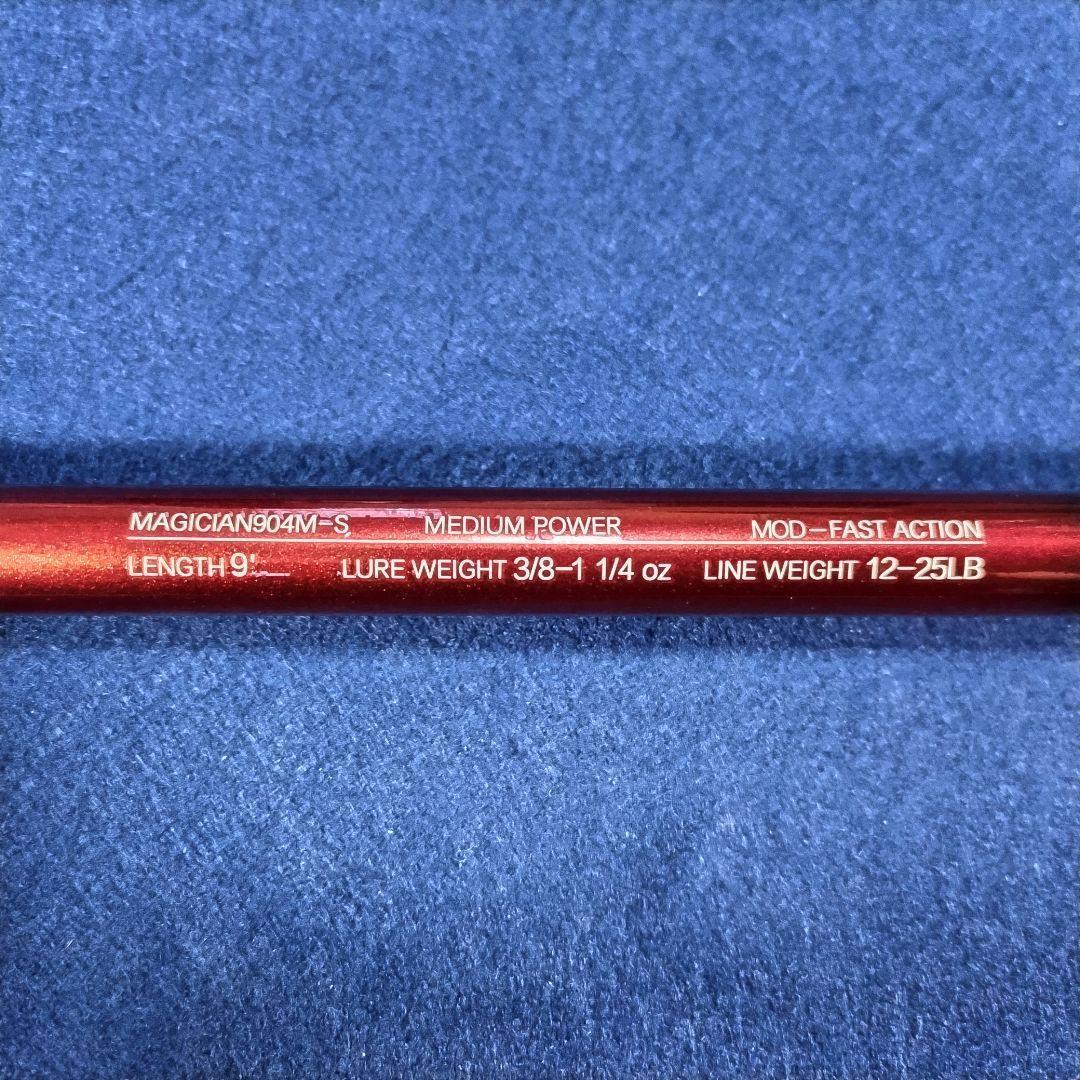 MAGICIAN904M-S MEDIUM POWER MOD-FAST ACTION
LENGTH 9' LURE WEIGHT 3/8-1 1/4 oz LINE WEIGHT 12-25LB